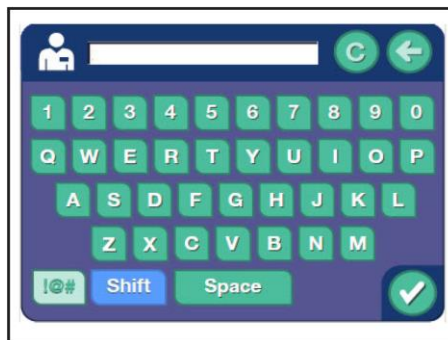 C
1 2 3 4 5 6 7 8 9 0
Q W E R T Y U I O P
A S D F G H J K L
Z X C V B N M
!@# Shift Space